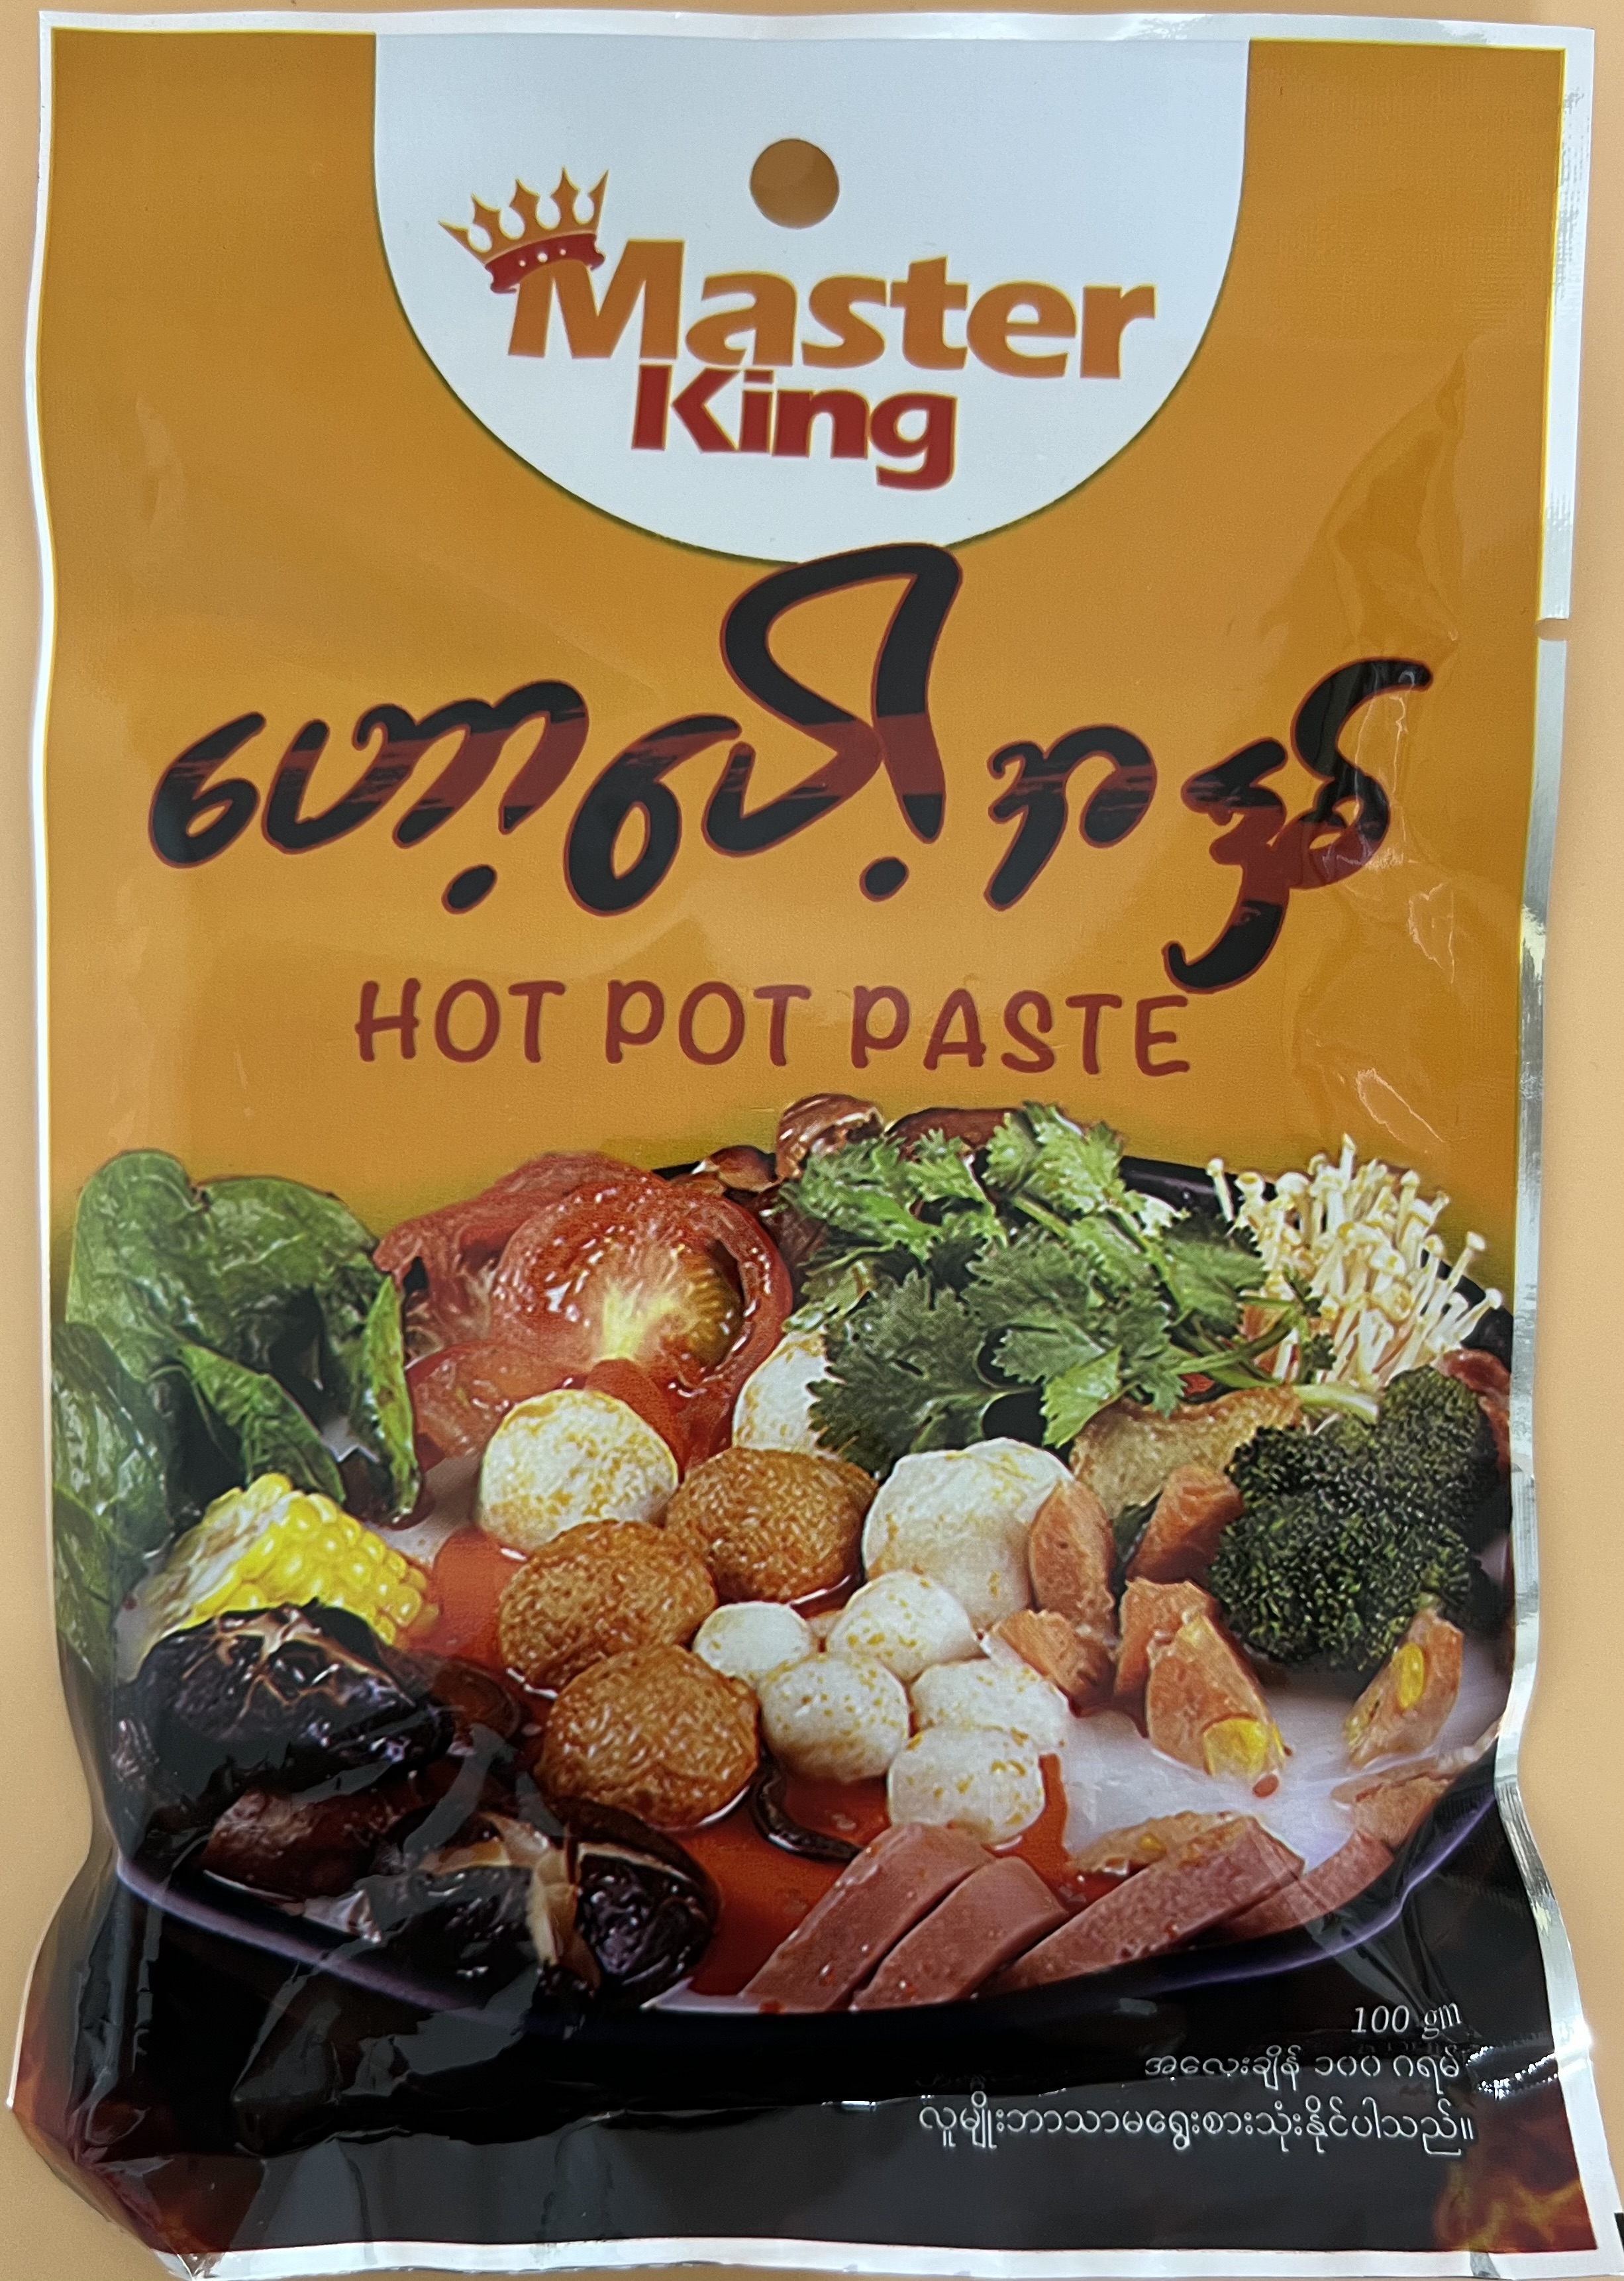 Master
King
ဟော့ပေါ့အနှစ်
HOT POT PASTE
100 gm
အလေးချိန် ၁၀၀ ဂရမ်
လူမျိုးဘာသာမရွေးစားသုံးနိုင်ပါသည်။